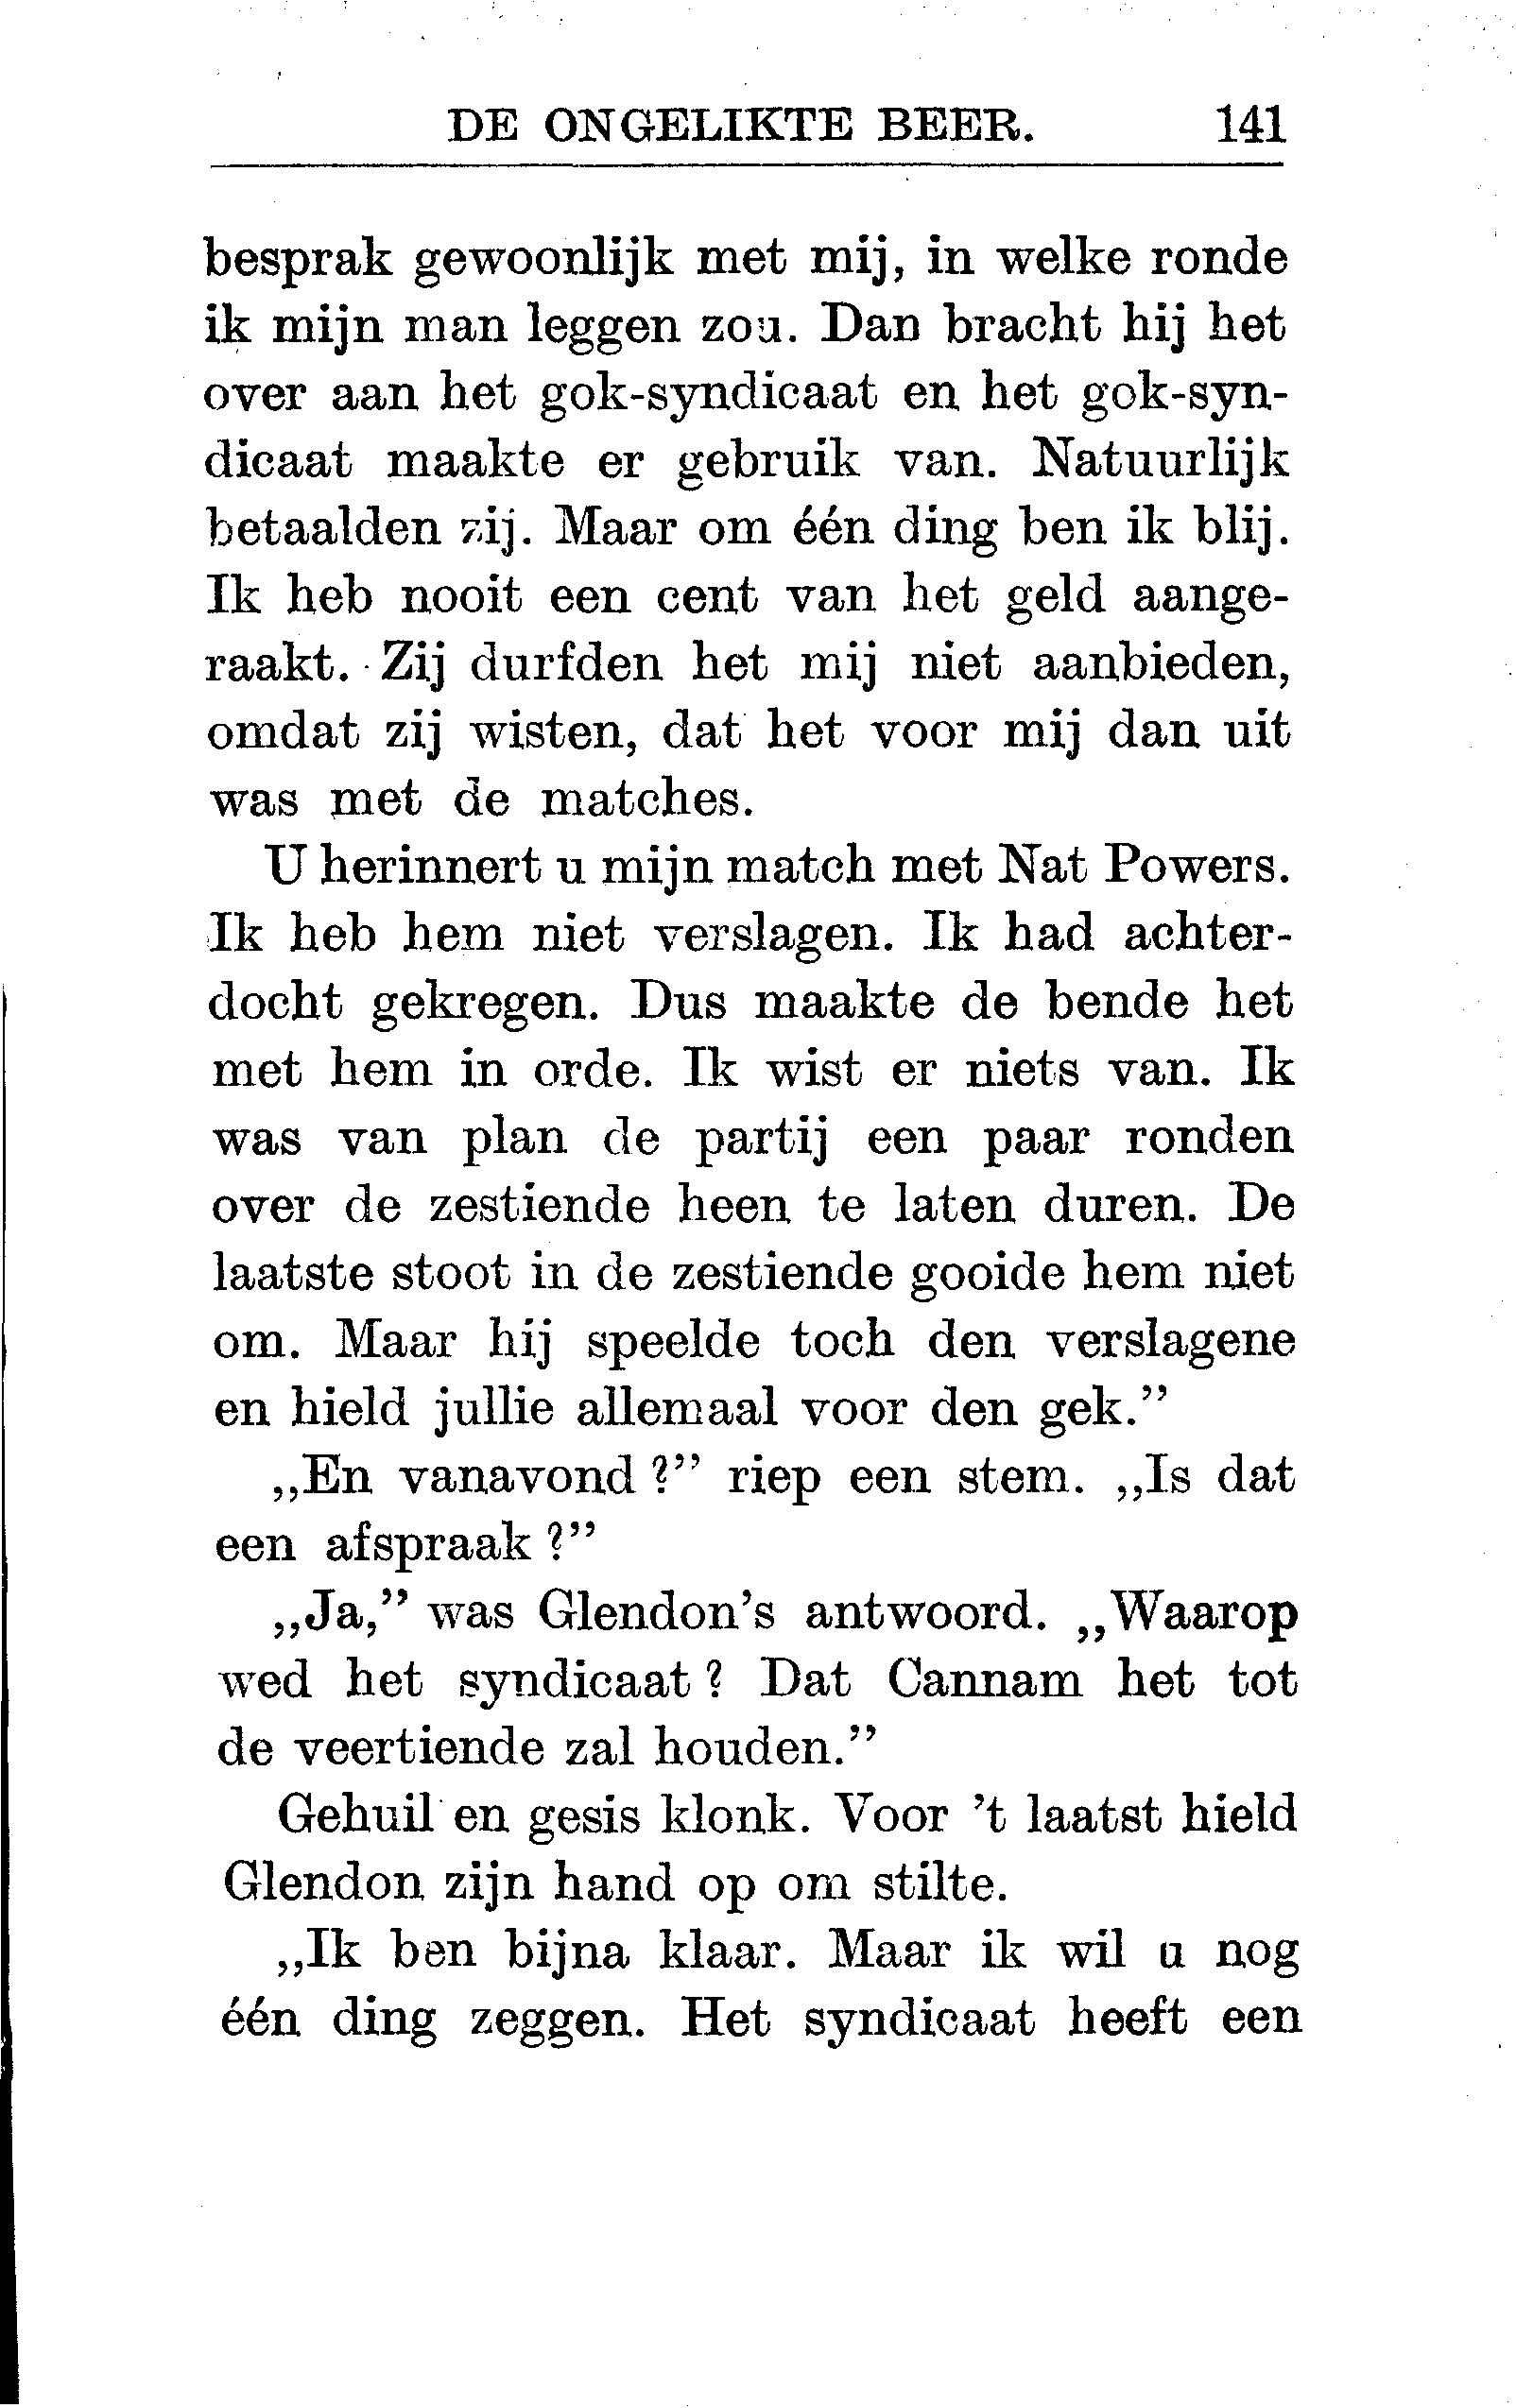 DE ONGELIKTE BEER. 141
besprak gewoonlijk met mij, in welke ronde
ik mijn man leggen zou. Dan bracht hij het
over aan het gok-syndicaat en het gok-syn-
dicaat maakte er gebruik van. Natuurlijk
betaalden zij. Maar om één ding ben ik blij.
Ik heb nooit een cent van het geld aange-
raakt. Zij durfden het mij niet aanbieden,
omdat zij wisten, dat het voor mij dan uit
was met de matches.
U herinnert u mijn match met Nat Powers.
Ik heb hem niet verslagen. Ik had achter-
docht gekregen. Dus maakte de bende het
met hem in orde. Ik wist er niets van. Ik
was van plan de partij een paar ronden
over de zestiende heen te laten duren. De
laatste stoot in de zestiende gooide hem niet
om. Maar hij speelde toch den verslagene
en hield jullie allemaal voor den gek.”
„En vanavond ?” riep een stem. „Is dat
een afspraak ?”
„Ja,” was Glendon’s antwoord. „Waarop
wed het syndicaat ? Dat Cannam het tot
de veertiende zal houden.”
Gehuil en gesis klonk. Voor ’t laatst hield
Glendon zijn hand op om stilte.
„Ik ben bijna klaar. Maar ik wil u nog
één ding zeggen. Het syndicaat heeft een